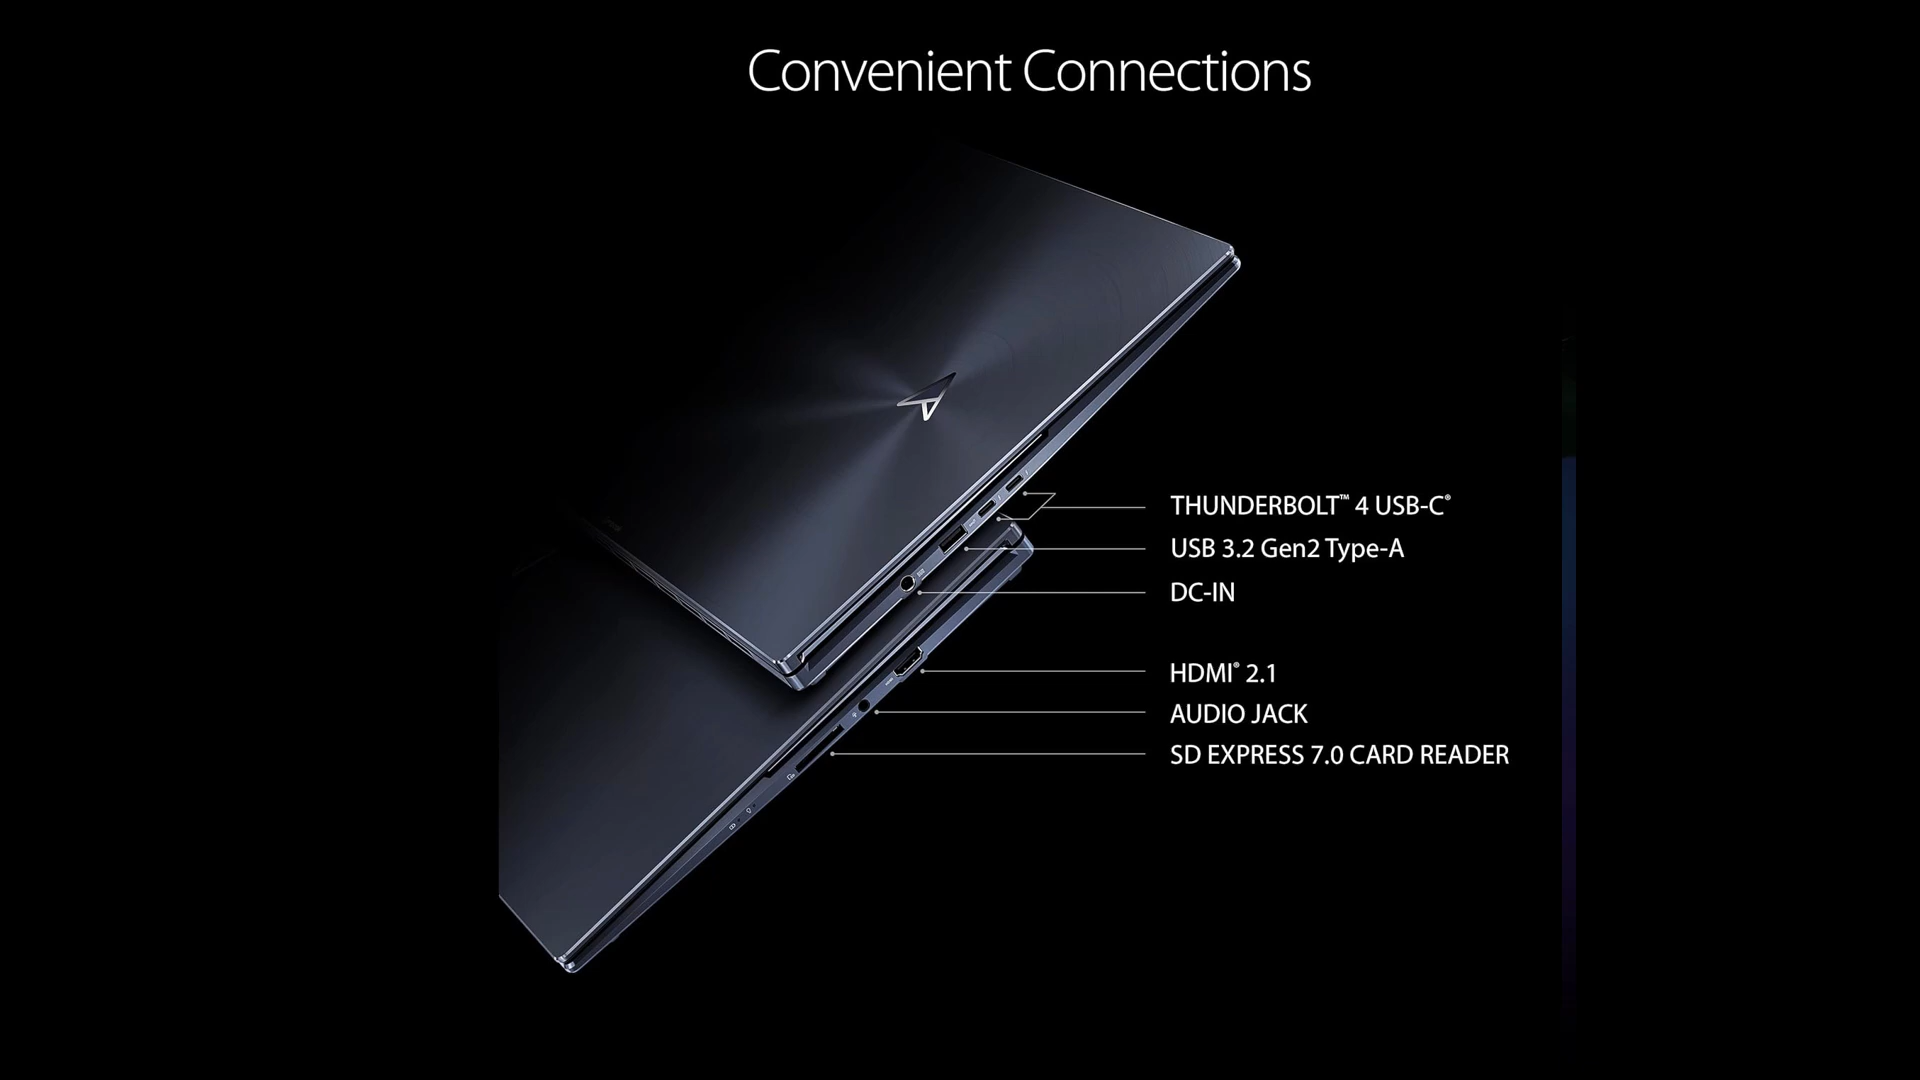 Convenient Connections
THUNDERBOLT™ 4 USB-C®
USB 3.2 Gen2 Type-A
DC-IN
HDMI® 2.1
AUDIO JACK
SD EXPRESS 7.0 CARD READER